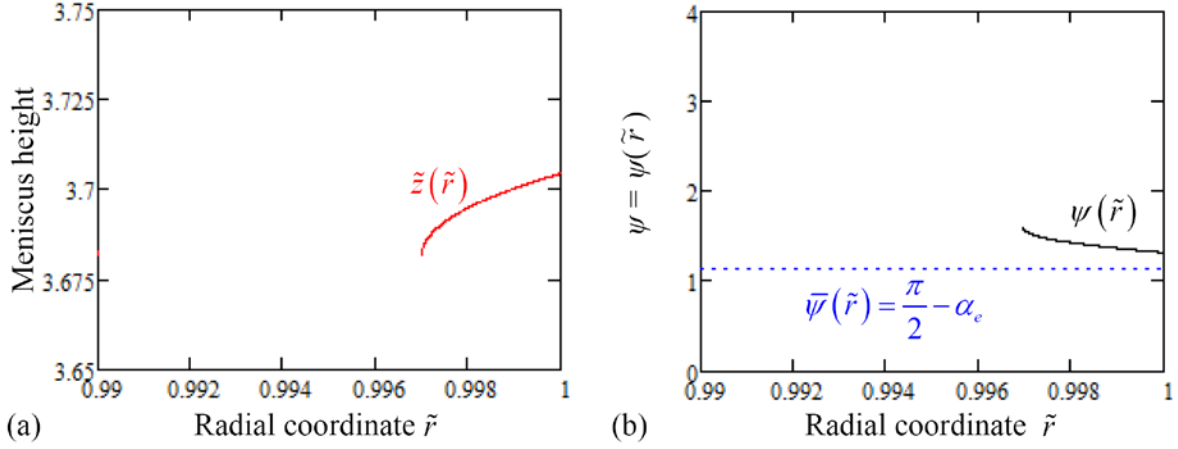 3.75
3.725
3.7
3.675
3.65
Meniscus height
z̃(r̃)
0.99 0.992 0.994 0.996 0.998 1
(a) Radial coordinate r̃
4
3
2
1
0
ψ = ψ(r̃)
ψ(r̃)
ψ̄(r̃) = π/2 − αₑ
0.99 0.992 0.994 0.996 0.998 1
(b) Radial coordinate r̃